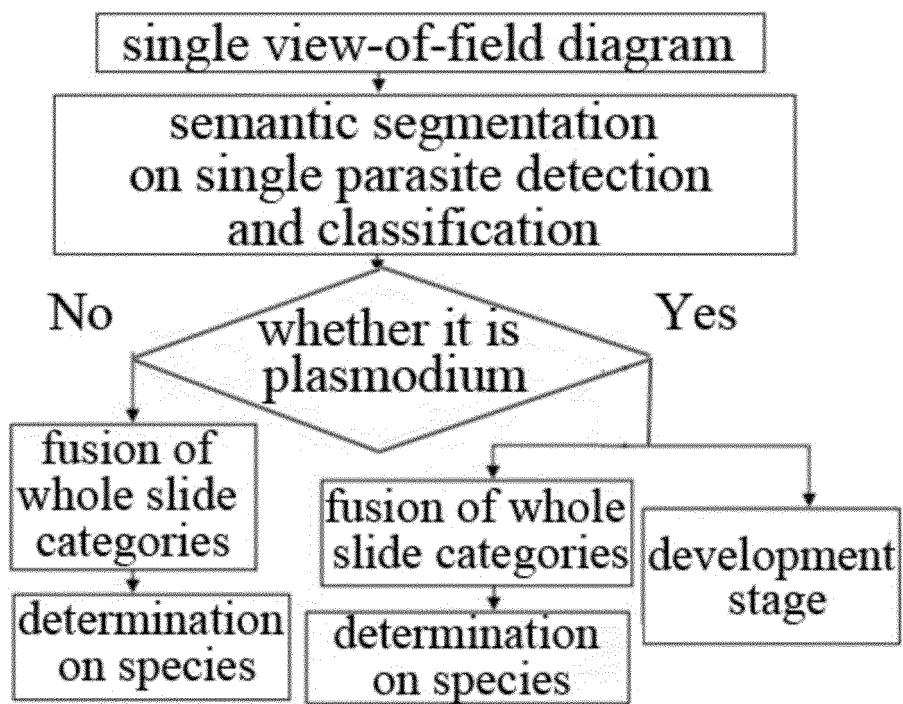 single view-of-field diagram
semantic segmentation
on single parasite detection
and classification
No
Yes
whether it is
plasmodium
fusion of
whole slide
categories
determination
on species
fusion of whole
slide categories
determination
on species
development
stage